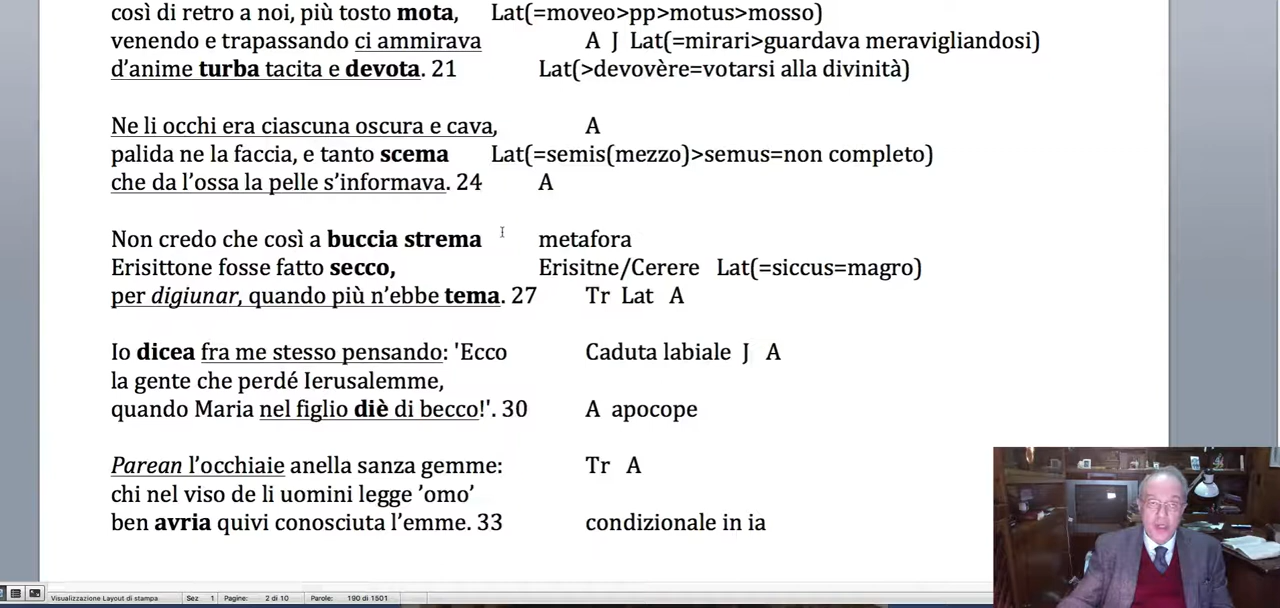 così di retro a noi, più tosto mota, Lat(=moveo>pp>motus>mosso)
venendo e trapassando ci ammirava A J Lat(=mirari>guardava meravigliandosi)
d’anime turba tacita e devota. 21 Lat(>devovère=votarsi alla divinità)
Ne li occhi era ciascuna oscura e cava, A
palida ne la faccia, e tanto scema Lat(=semis(mezzo)>semus=non completo)
che da l’ossa la pelle s’informava. 24 A
Non credo che così a buccia strema metafora
Erisittone fosse fatto secco, Erisitne/Cerere Lat(=siccus=magro)
per digiunar, quando più n’ebbe tema. 27 Tr Lat A
Io dicea fra me stesso pensando: 'Ecco Caduta labiale J A
la gente che perdé Ierusalemme,
quando Maria nel figlio diè di becco!'. 30 A apocope
Parean l’occhiaie anella sanza gemme: Tr A
chi nel viso de li uomini legge ’omo’
ben avria quivi conosciuta l’emme. 33 condizionale in ia
Visualizzazione Layout di stampa Sez 1 Pagine: 2 di 10 Parole: 190 di 1501